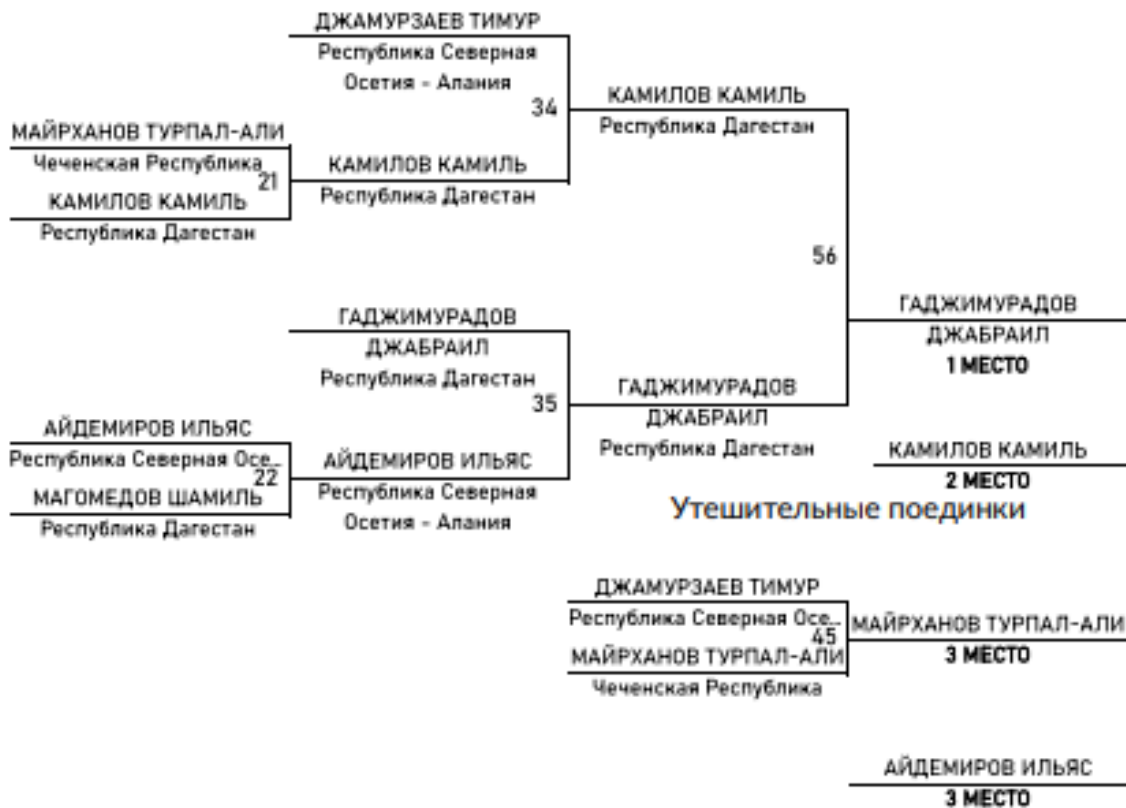 ДЖАМУРЗАЕВ ТИМУР
Республика Северная
Осетия - Алания
34
КАМИЛОВ КАМИЛЬ
Республика Дагестан
МАЙРХАНОВ ТУРПАЛ-АЛИ
Чеченская Республика
21
КАМИЛОВ КАМИЛЬ
Республика Дагестан
КАМИЛОВ КАМИЛЬ
Республика Дагестан
56
ГАДЖИМУРАДОВ
ДЖАБРАИЛ
1 МЕСТО
ГАДЖИМУРАДОВ
ДЖАБРАИЛ
Республика Дагестан
35
ГАДЖИМУРАДОВ
ДЖАБРАИЛ
Республика Дагестан
АЙДЕМИРОВ ИЛЬЯС
Республика Северная Осе...
22
МАГОМЕДОВ ШАМИЛЬ
Республика Дагестан
АЙДЕМИРОВ ИЛЬЯС
Республика Северная
Осетия - Алания
КАМИЛОВ КАМИЛЬ
2 МЕСТО
Утешительные поединки
ДЖАМУРЗАЕВ ТИМУР
Республика Северная Осе...
45
МАЙРХАНОВ ТУРПАЛ-АЛИ
Чеченская Республика
МАЙРХАНОВ ТУРПАЛ-АЛИ
3 МЕСТО
АЙДЕМИРОВ ИЛЬЯС
3 МЕСТО